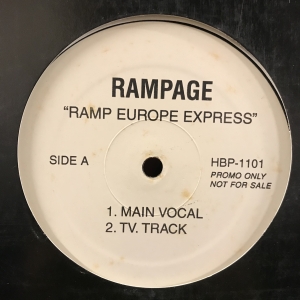 RAMPAGE
"RAMP EUROPE EXPRESS"
SIDE A
HBP-1101
PROMO ONLY
NOT FOR SALE
1. MAIN VOCAL
2. TV. TRACK